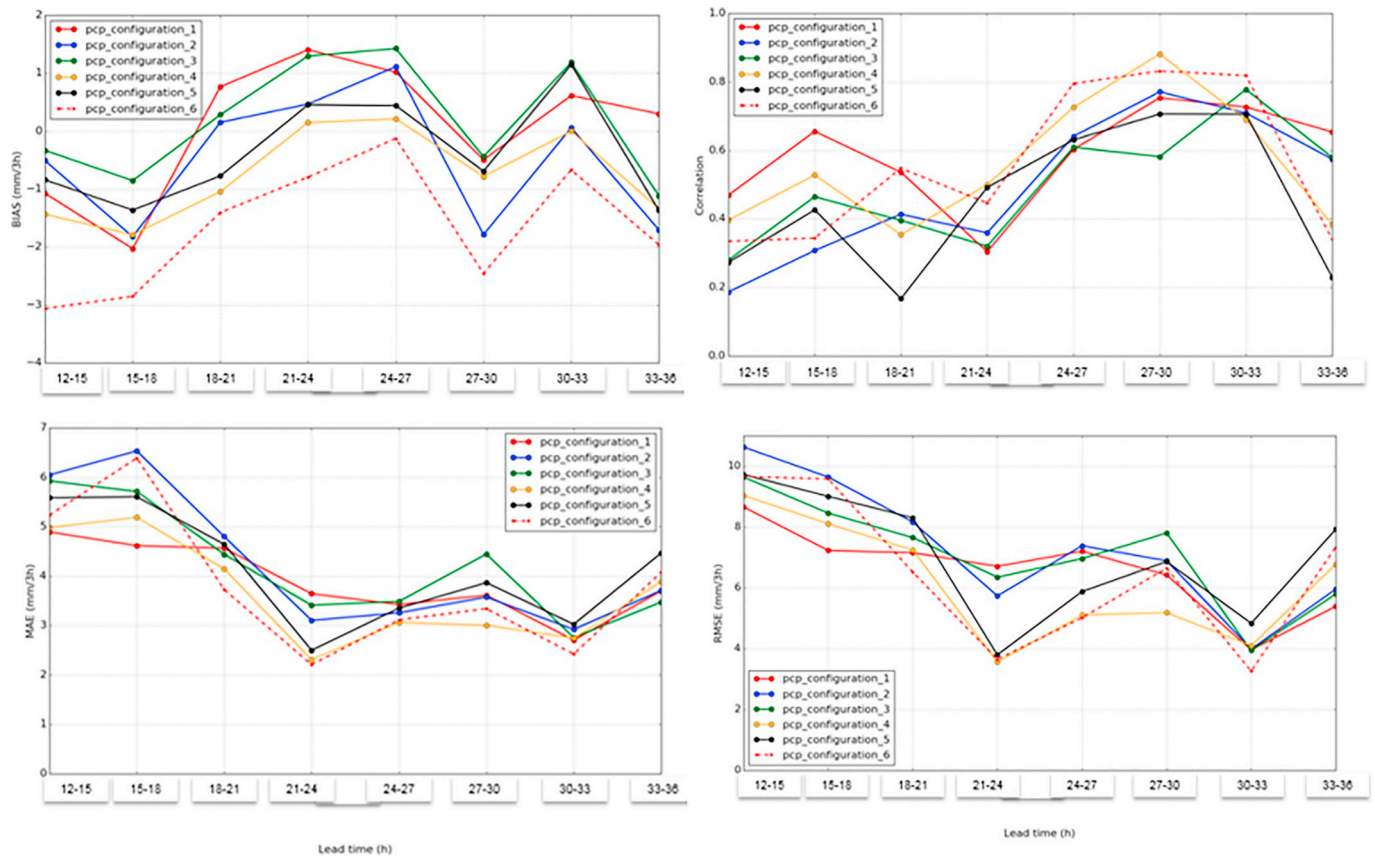 2
1
0
−1
−2
−3
−4
BIAS (mm/3h)
pcp_configuration_1
pcp_configuration_2
pcp_configuration_3
pcp_configuration_4
pcp_configuration_5
pcp_configuration_6
12-15 15-18 18-21 21-24 24-27 27-30 30-33 33-36
1.0
0.8
0.6
0.4
0.2
0.0
Correlation
pcp_configuration_1
pcp_configuration_2
pcp_configuration_3
pcp_configuration_4
pcp_configuration_5
pcp_configuration_6
12-15 15-18 18-21 21-24 24-27 27-30 30-33 33-36
7
6
5
4
3
2
1
0
MAE (mm/3h)
pcp_configuration_1
pcp_configuration_2
pcp_configuration_3
pcp_configuration_4
pcp_configuration_5
pcp_configuration_6
12-15 15-18 18-21 21-24 24-27 27-30 30-33 33-36
Lead time (h)
10
8
6
4
2
0
RMSE (mm/3h)
pcp_configuration_1
pcp_configuration_2
pcp_configuration_3
pcp_configuration_4
pcp_configuration_5
pcp_configuration_6
12-15 15-18 18-21 21-24 24-27 27-30 30-33 33-36
Lead time (h)